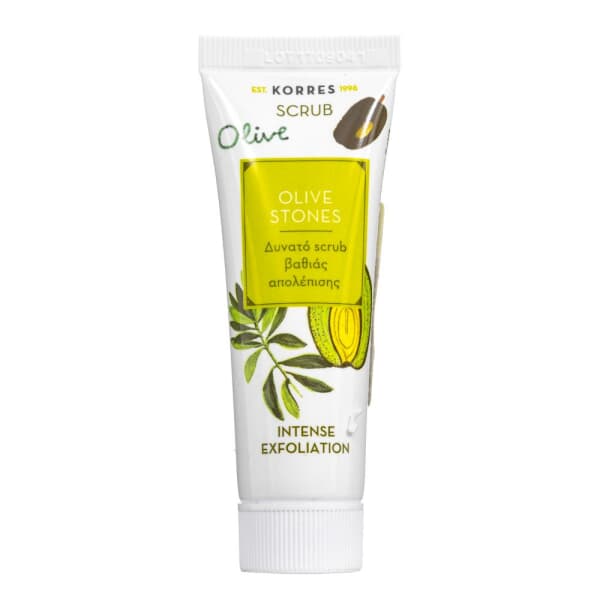 EST. KORRES 1996
SCRUB
Olive
OLIVE
STONES
Δυνατό scrub
βαθιάς
απολέπισης
INTENSE
EXFOLIATION